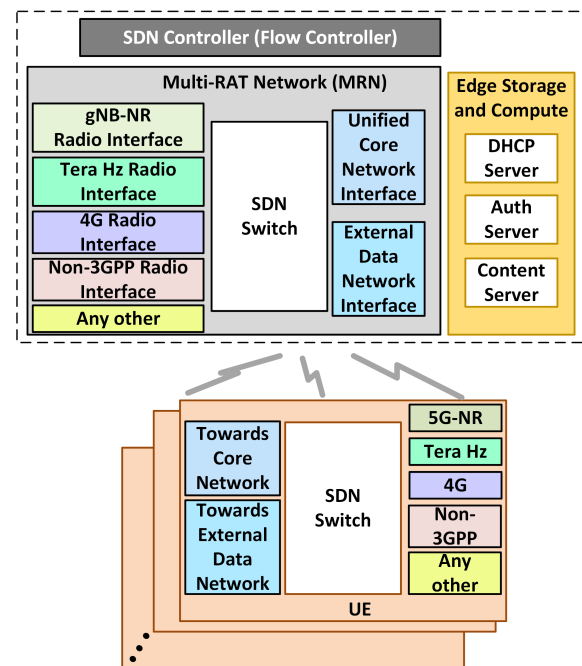 SDN Controller (Flow Controller)
Multi-RAT Network (MRN)
gNB-NR
Radio Interface
Tera Hz Radio
Interface
4G Radio
Interface
Non-3GPP Radio
Interface
Any other
SDN
Switch
Unified
Core
Network
Interface
External
Data
Network
Interface
Edge Storage
and Compute
DHCP
Server
Auth
Server
Content
Server
Towards
Core
Network
Towards
External
Data
Network
SDN
Switch
5G-NR
Tera Hz
4G
Non-
3GPP
Any
other
UE